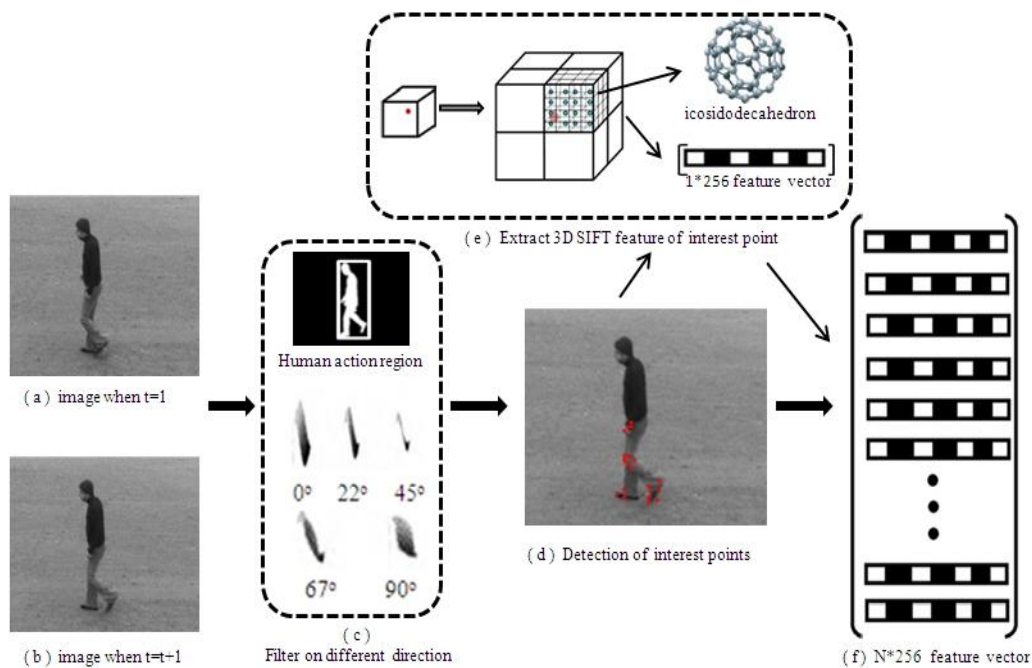 icosidodecahedron
1*256 feature vector
( e ) Extract 3D SIFT feature of interest point
Human action region
( a ) image when t=1
0° 22° 45°
67° 90°
( d ) Detection of interest points
( c )
Filter on different direction
( b ) image when t=t+1
( f ) N*256 feature vector